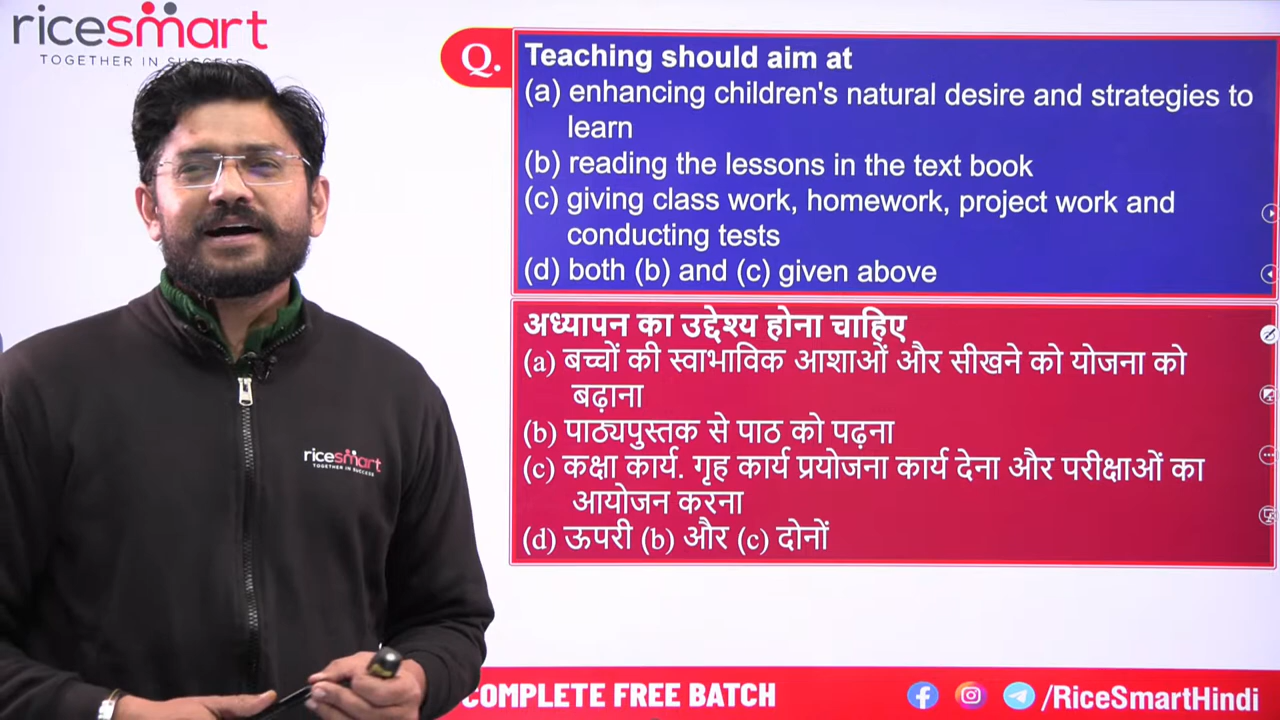 ricesmart
TOGETHER IN SUCCESS
Q.
Teaching should aim at
(a) enhancing children's natural desire and strategies to
learn
(b) reading the lessons in the text book
(c) giving class work, homework, project work and
conducting tests
(d) both (b) and (c) given above
अध्यापन का उद्देश्य होना चाहिए
(a) बच्चों की स्वाभाविक आशाओं और सीखने को योजना को
बढ़ाना
(b) पाठ्यपुस्तक से पाठ को पढ़ना
(c) कक्षा कार्य. गृह कार्य प्रयोजना कार्य देना और परीक्षाओं का
आयोजन करना
(d) ऊपरी (b) और (c) दोनों
ricesmart
TOGETHER IN SUCCESS
COMPLETE FREE BATCH
/RiceSmartHindi